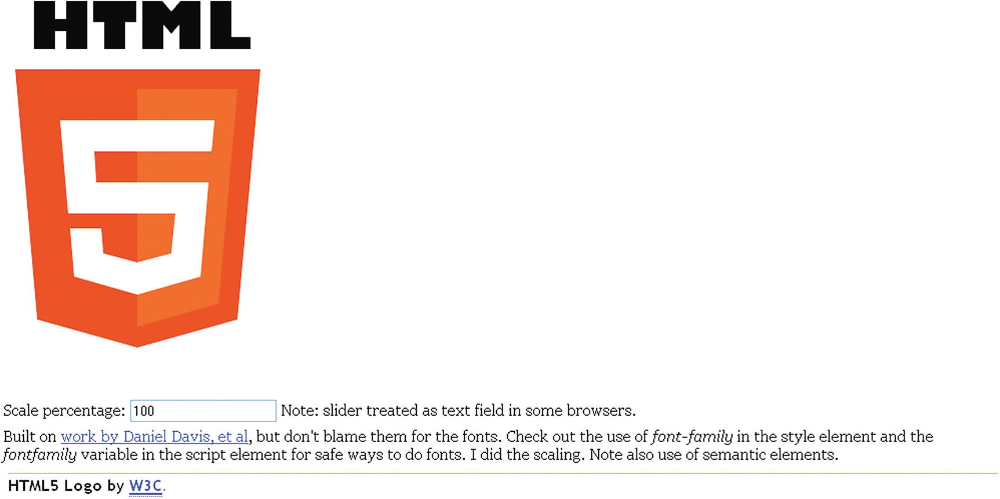 HTML
5
Scale percentage: 100 Note: slider treated as text field in some browsers.
Built on work by Daniel Davis, et al, but don't blame them for the fonts. Check out the use of font-family in the style element and the
fontfamily variable in the script element for safe ways to do fonts. I did the scaling. Note also use of semantic elements.
HTML5 Logo by W3C.